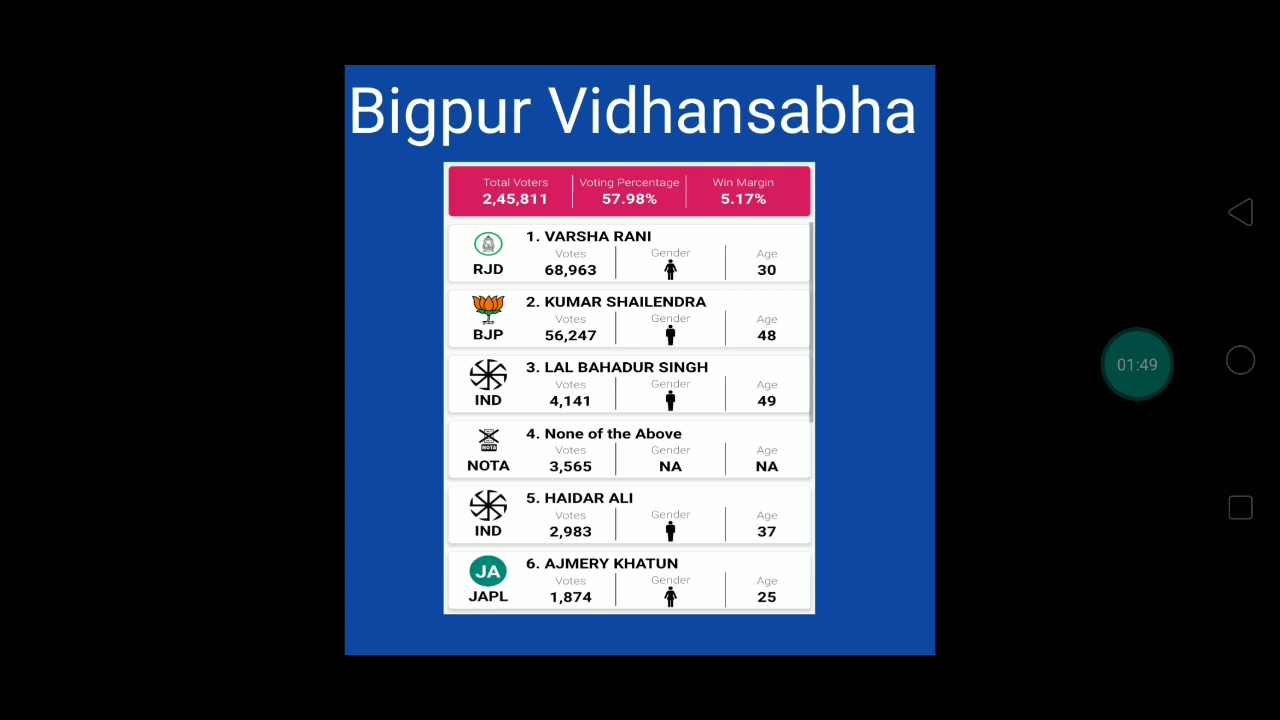 Bigpur Vidhansabha
Total Voters Voting Percentage Win Margin
2,45,811 57.98% 5.17%
1. VARSHA RANI
Votes Gender Age
RJD 68,963 30
2. KUMAR SHAILENDRA
Votes Gender Age
BJP 56,247 48
3. LAL BAHADUR SINGH
Votes Gender Age
IND 4,141 49
4. None of the Above
Votes Gender Age
NOTA
NOTA 3,565 NA NA
5. HAIDAR ALI
Votes Gender Age
IND 2,983 37
6. AJMERY KHATUN
JA Votes Gender Age
JAPL 1,874 25
01:49